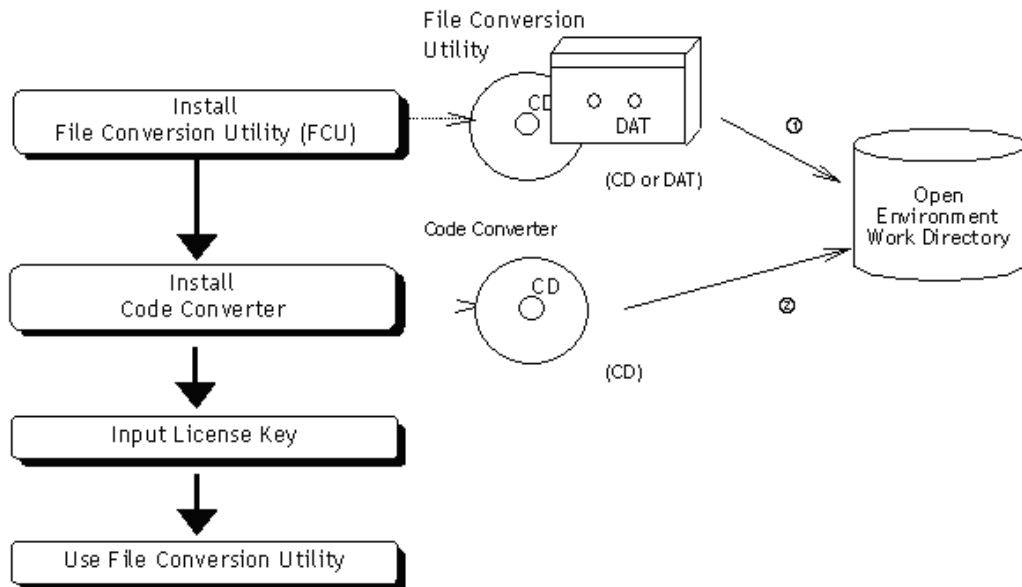 File Conversion
Utility
Install
File Conversion Utility (FCU)
CD
DAT
(CD or DAT)
①
Open
Environment
Work Directory
Code Converter
Install
Code Converter
CD
②
(CD)
Input License Key
Use File Conversion Utility